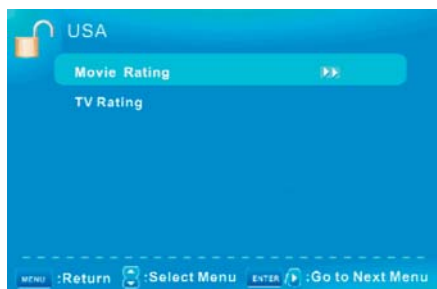 USA
Movie Rating
TV Rating
MENU :Return :Select Menu ENTER / :Go to Next Menu